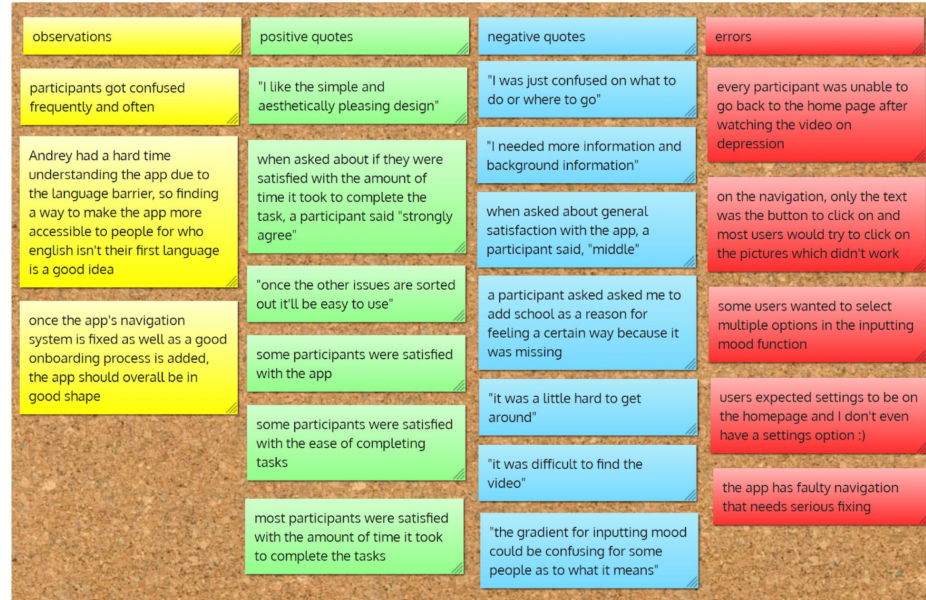 observations
participants got confused
frequently and often
Andrey had a hard time
understanding the app due to
the language barrier, so finding
a way to make the app more
accessible to people for who
english isn't their first language
is a good idea
once the app's navigation
system is fixed as well as a good
onboarding process is added,
the app should overall be in
good shape
positive quotes
"I like the simple and
aesthetically pleasing design"
when asked about if they were
satisfied with the amount of
time it took to complete the
task, a participant said "strongly
agree"
"once the other issues are sorted
out it'll be easy to use"
some participants were satisfied
with the app
some participants were satisfied
with the ease of completing
tasks
most participants were satisfied
with the amount of time it took
to complete the tasks
negative quotes
"I was just confused on what to
do or where to go"
"I needed more information and
background information"
when asked about general
satisfaction with the app, a
participant said, "middle"
a participant asked asked me to
add school as a reason for
feeling a certain way because it
was missing
"it was a little hard to get
around"
"it was difficult to find the
video"
"the gradient for inputting mood
could be confusing for some
people as to what it means"
errors
every participant was unable to
go back to the home page after
watching the video on
depression
on the navigation, only the text
was the button to click on and
most users would try to click on
the pictures which didn't work
some users wanted to select
multiple options in the inputting
mood function
users expected settings to be on
the homepage and I don't even
have a settings option :)
the app has faulty navigation
that needs serious fixing